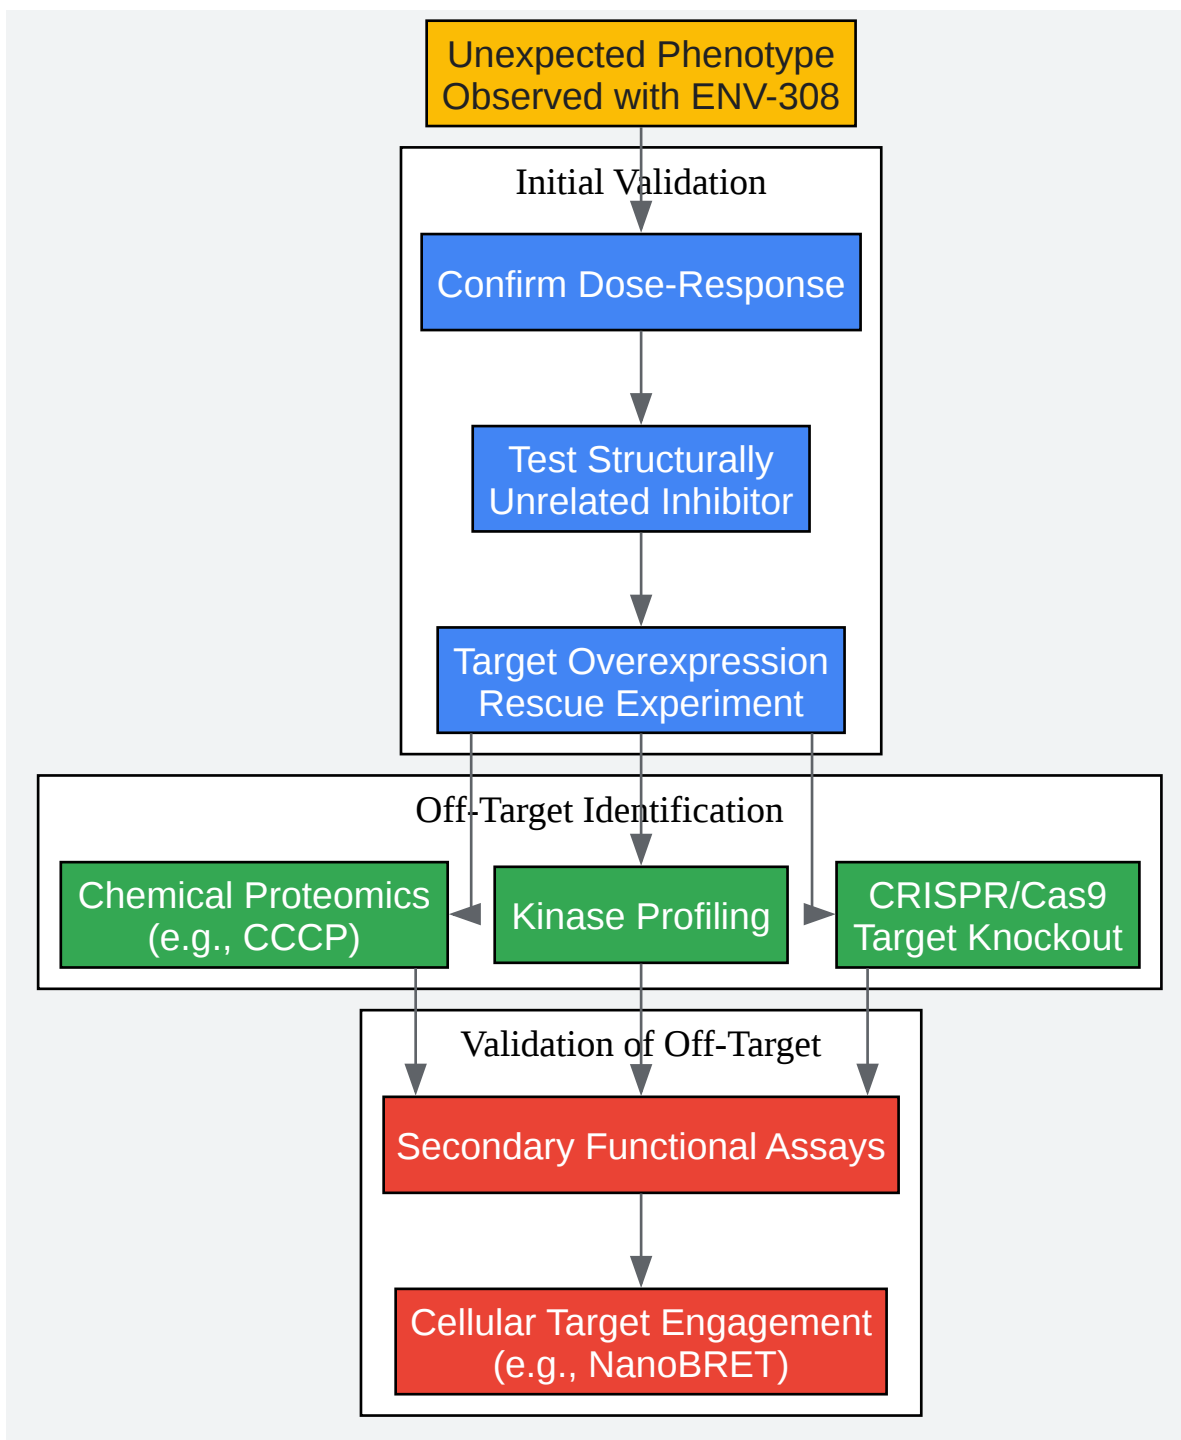 Unexpected Phenotype
Observed with ENV-308
Initial Validation
Confirm Dose-Response
Test Structurally
Unrelated Inhibitor
Target Overexpression
Rescue Experiment
Off-Target Identification
Chemical Proteomics
(e.g., CCCP)
Kinase Profiling
CRISPR/Cas9
Target Knockout
Validation of Off-Target
Secondary Functional Assays
Cellular Target Engagement
(e.g., NanoBRET)